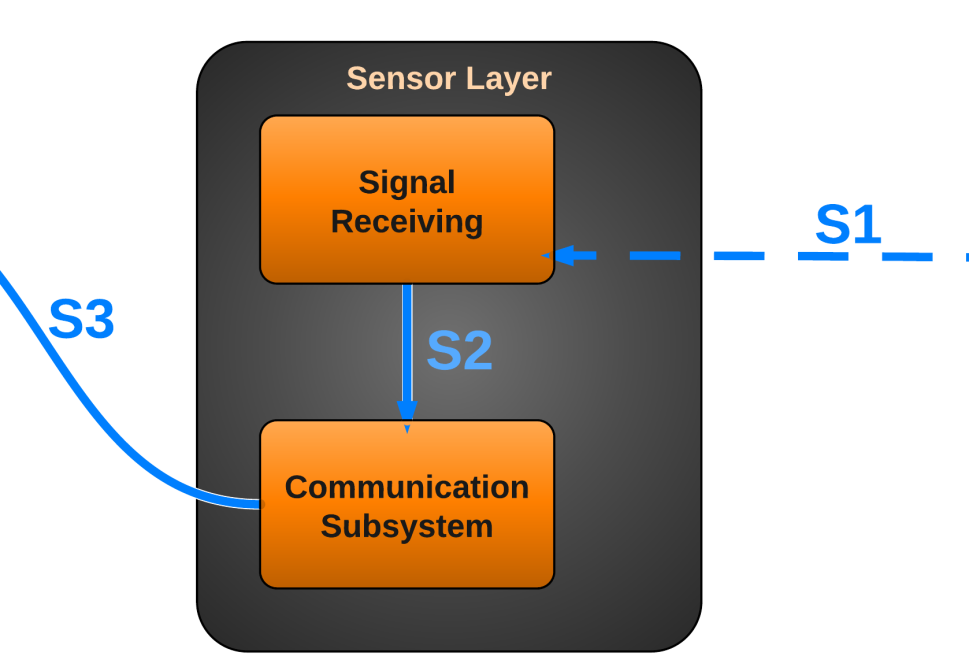 Sensor Layer
Signal
Receiving
S1
S2
S3
Communication
Subsystem